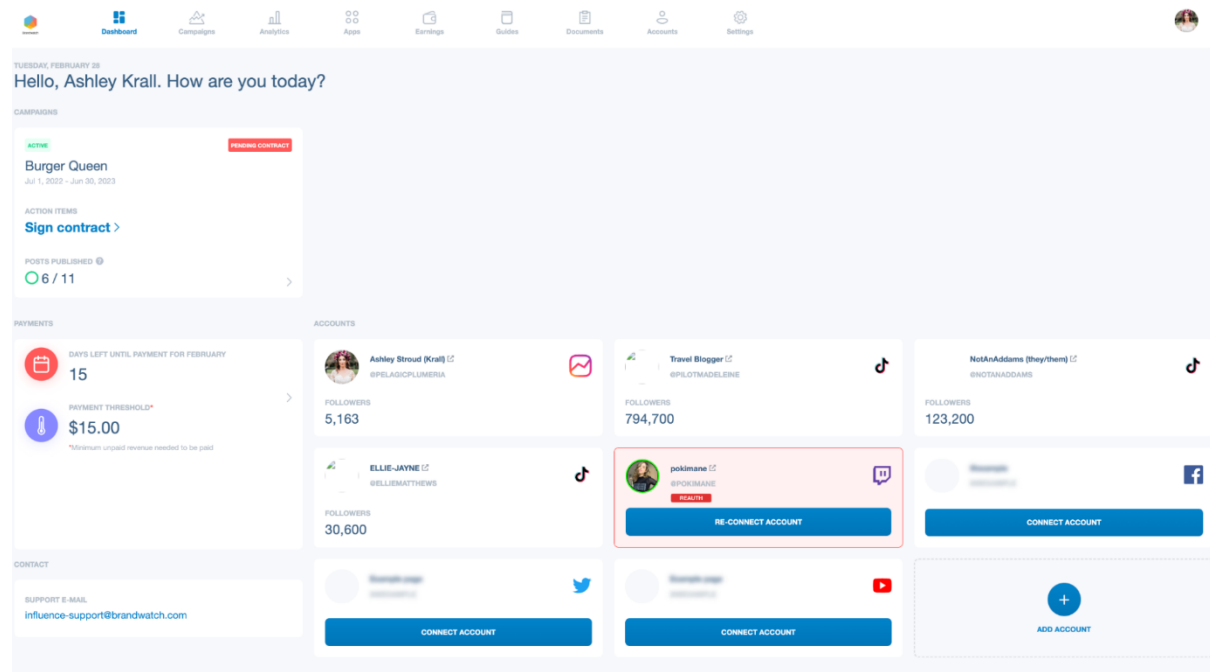 Dashboard
Campaigns
Analytics
Apps
Earnings
Guides
Documents
Accounts
Settings
TUESDAY, FEBRUARY 28
Hello, Ashley Krall. How are you today?
CAMPAIGNS
ACTIVE
PENDING CONTRACT
Burger Queen
Jul 1, 2022 - Jun 30, 2023
ACTION ITEMS
Sign contract >
POSTS PUBLISHED ?
6 / 11
PAYMENTS
DAYS LEFT UNTIL PAYMENT FOR FEBRUARY
15
PAYMENT THRESHOLD*
$15.00
*Minimum unpaid revenue needed to be paid
CONTACT
SUPPORT E-MAIL
influence-support@brandwatch.com
ACCOUNTS
Ashley Stroud (Krall)
@PELAGICPLUMERIA
FOLLOWERS
5,163
Travel Blogger
@PILOTMADELEINE
FOLLOWERS
794,700
NotAnAddams (they/them)
@NOTANADDAMS
FOLLOWERS
123,200
ELLIE-JAYNE
@ELLIEMATTHEWS
FOLLOWERS
30,600
pokimane
@POKIMANE
REAUTH
RE-CONNECT ACCOUNT
CONNECT ACCOUNT
Example page
CONNECT ACCOUNT
Example page
CONNECT ACCOUNT
+
ADD ACCOUNT